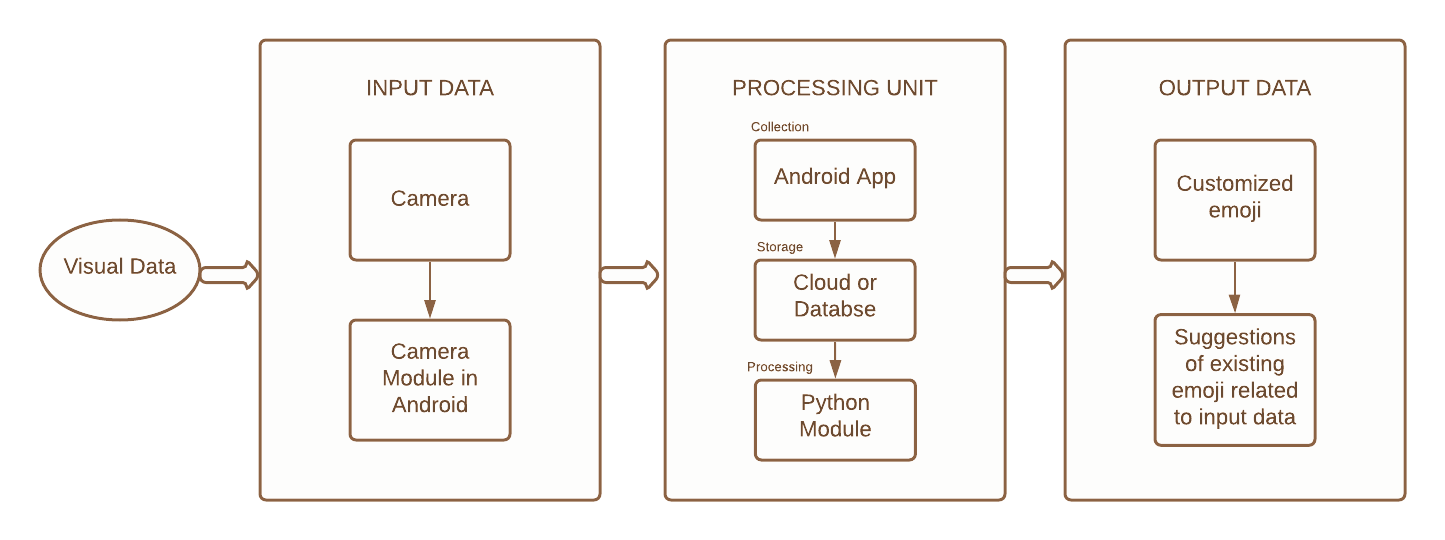 Visual Data
INPUT DATA
Camera
Camera
Module in
Android
PROCESSING UNIT
Collection
Android App
Storage
Cloud or
Databse
Processing
Python
Module
OUTPUT DATA
Customized
emoji
Suggestions
of existing
emoji related
to input data